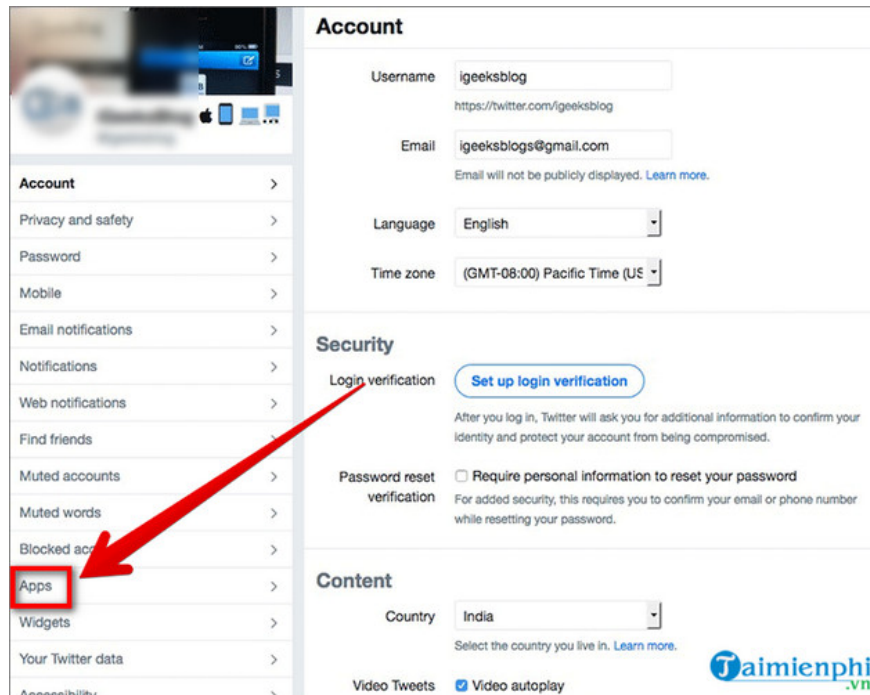 Account
Privacy and safety
Password
Mobile
Email notifications
Notifications
Web notifications
Find friends
Muted accounts
Muted words
Blocked
Apps
Widgets
Your Twitter data
Accessibility
Account
Username
igeeksblog
https://twitter.com/igeeksblog
Email
igeeksblogs@gmail.com
Email will not be publicly displayed. Learn more.
Language
English
Time zone
(GMT-08:00) Pacific Time (US
Security
Login verification
Set up login verification
After you log in, Twitter will ask you for additional information to confirm your
identity and protect your account from being compromised.
Password reset
verification
Require personal information to reset your password
For added security, this requires you to confirm your email or phone number
while resetting your password.
Content
Country
India
Select the country you live in. Learn more.
Video Tweets
Video autoplay
Taimienphi
.vn